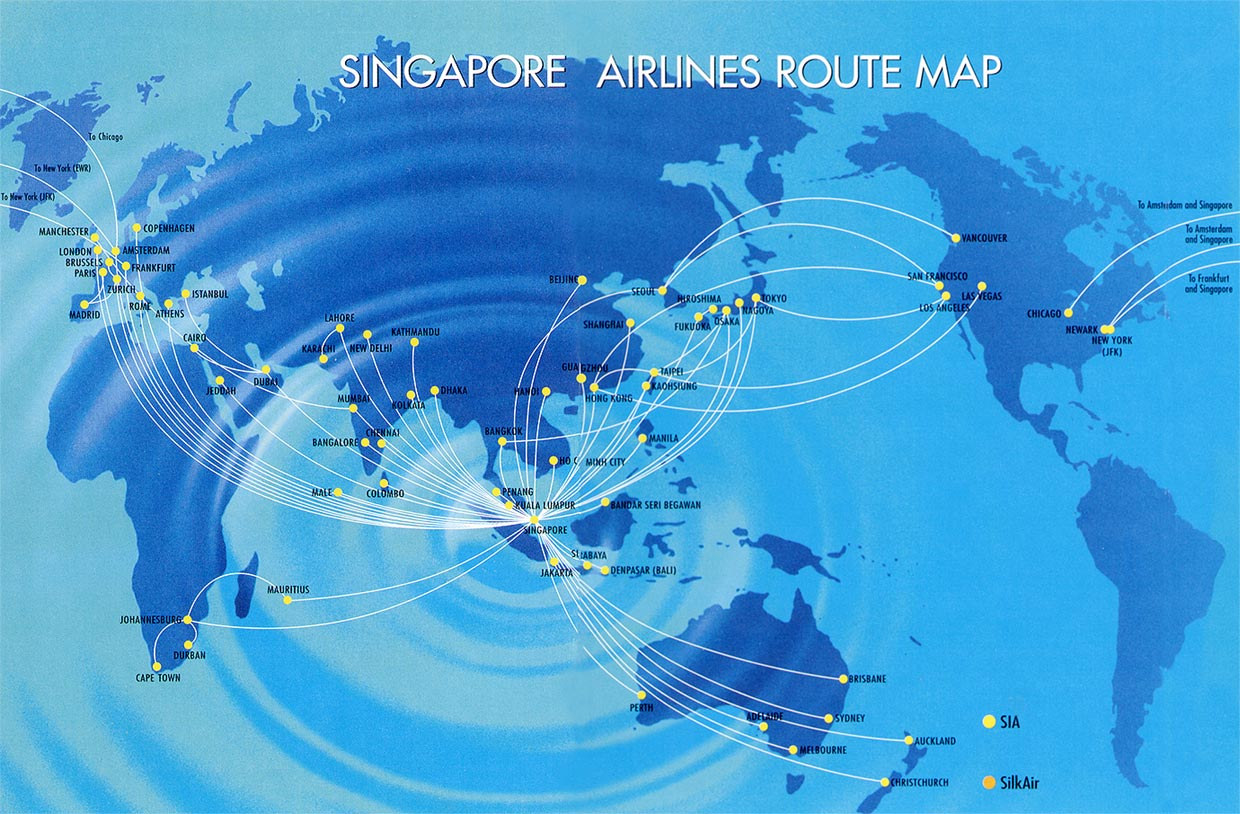 SINGAPORE AIRLINES ROUTE MAP
To Chicago
To New York (EWR)
To New York (JFK)
MANCHESTER
COPENHAGEN
LONDON
AMSTERDAM
BRUSSELS
FRANKFURT
PARIS
ZURICH
MADRID
ROME
ISTANBUL
ATHENS
CAIRO
JEDDAH
DUBAI
LAHORE
KARACHI
NEW DELHI
KATHMANDU
MUMBAI
KOLKATA
DHAKA
BANGALORE
CHENNAI
MALE
COLOMBO
BEIJING
SEOUL
SHANGHAI
HIROSHIMA
FUKUOKA
OSAKA
NAGOYA
TOKYO
GUANGZHOU
TAIPEI
KAOHSIUNG
HONG KONG
HANOI
BANGKOK
MANILA
HO C MINH CITY
PENANG
KUALA LUMPUR
BANDAR SERI BEGAWAN
SINGAPORE
JAKARTA
DENPASAR (BALI)
MAURITIUS
JOHANNESBURG
DURBAN
CAPE TOWN
PERTH
ADELAIDE
MELBOURNE
BRISBANE
SYDNEY
AUCKLAND
CHRISTCHURCH
VANCOUVER
SAN FRANCISCO
LOS ANGELES
LAS VEGAS
CHICAGO
NEWARK
NEW YORK
(JFK)
To Amsterdam and Singapore
To Amsterdam
and Singapore
To Frankfurt
and Singapore
SIA
SilkAir